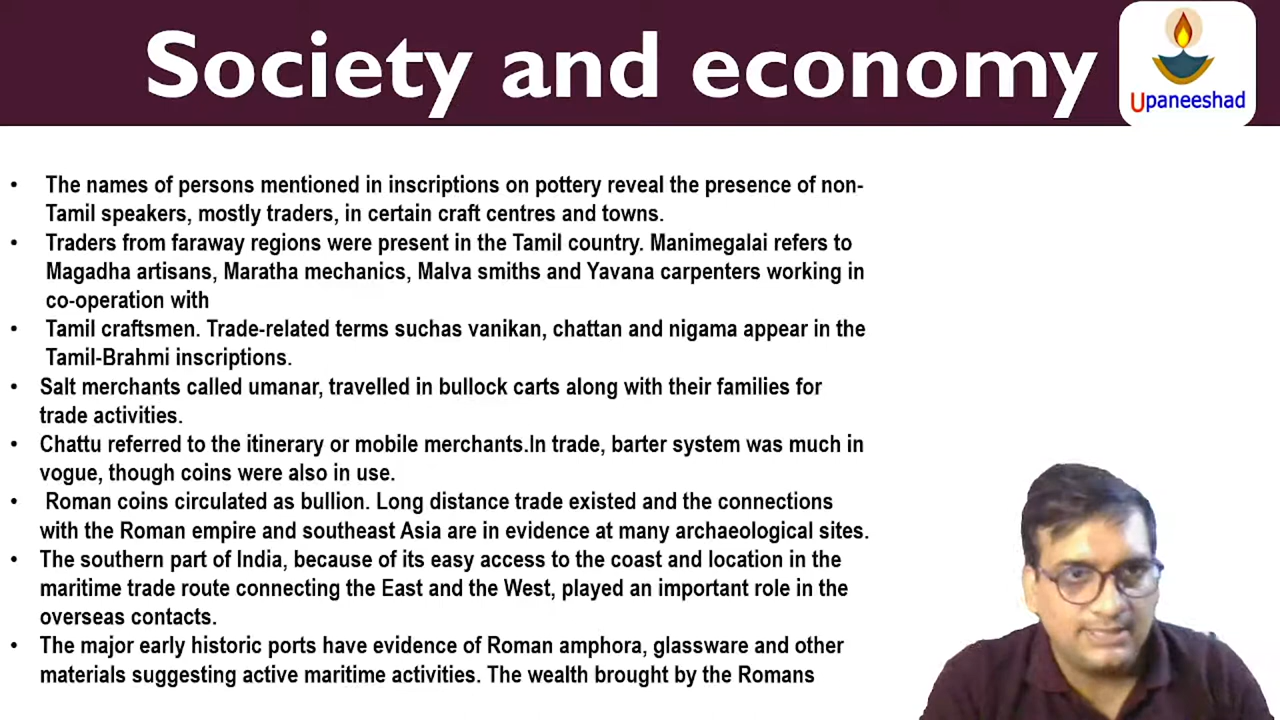 Society and economy
Upaneeshad
• The names of persons mentioned in inscriptions on pottery reveal the presence of non-
Tamil speakers, mostly traders, in certain craft centres and towns.
• Traders from faraway regions were present in the Tamil country. Manimegalai refers to
Magadha artisans, Maratha mechanics, Malva smiths and Yavana carpenters working in
co-operation with
• Tamil craftsmen. Trade-related terms suchas vanikan, chattan and nigama appear in the
Tamil-Brahmi inscriptions.
• Salt merchants called umanar, travelled in bullock carts along with their families for
trade activities.
• Chattu referred to the itinerary or mobile merchants.In trade, barter system was much in
vogue, though coins were also in use.
• Roman coins circulated as bullion. Long distance trade existed and the connections
with the Roman empire and southeast Asia are in evidence at many archaeological sites.
• The southern part of India, because of its easy access to the coast and location in the
maritime trade route connecting the East and the West, played an important role in the
overseas contacts.
• The major early historic ports have evidence of Roman amphora, glassware and other
materials suggesting active maritime activities. The wealth brought by the Romans